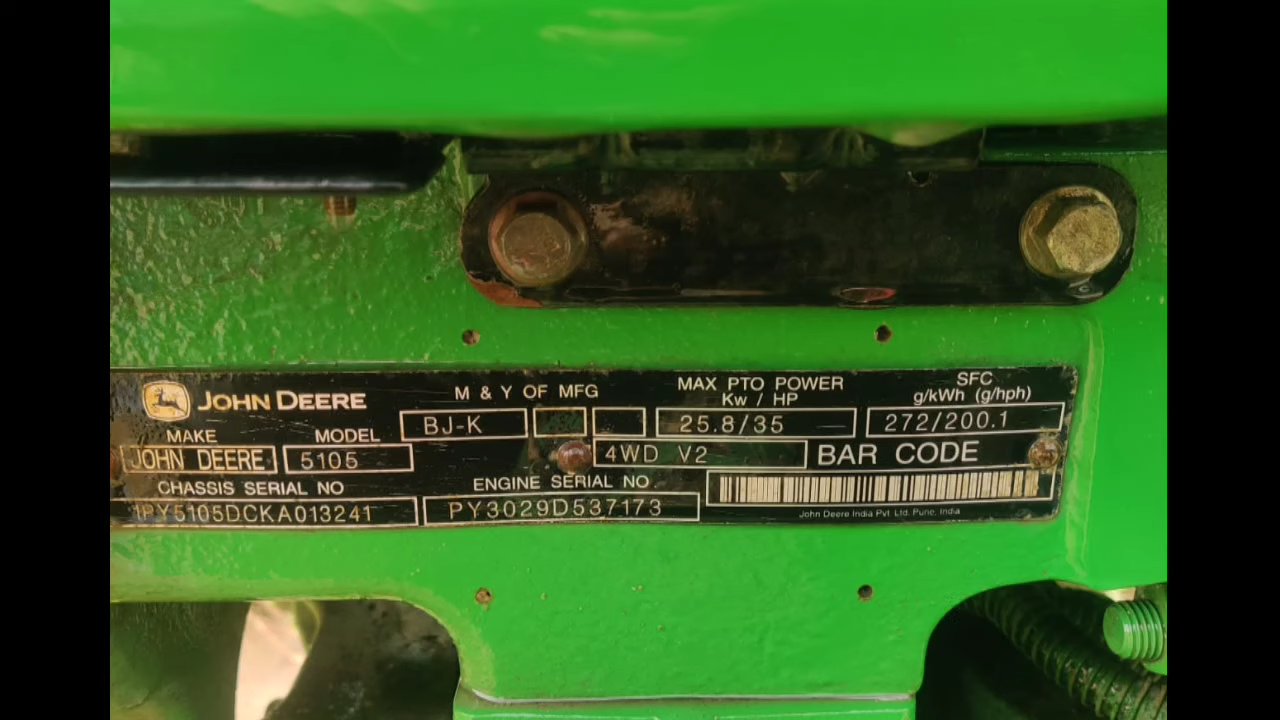 JOHN DEERE
M & Y OF MFG
MAX PTO POWER
Kw / HP
SFC
g/kWh (g/hph)
BJ-K
25.8/35
272/200.1
MAKE
MODEL
JOHN DEERE
5105
4WD V2
BAR CODE
CHASSIS SERIAL NO
ENGINE SERIAL NO
1PY5105DCKA013241
PY3029D537173
John Deere India Pvt. Ltd. Pune, India